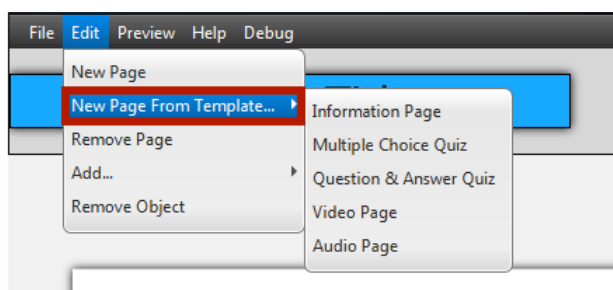 File Edit Preview Help Debug
New Page
New Page From Template...
Remove Page
Add...
Remove Object
Information Page
Multiple Choice Quiz
Question & Answer Quiz
Video Page
Audio Page